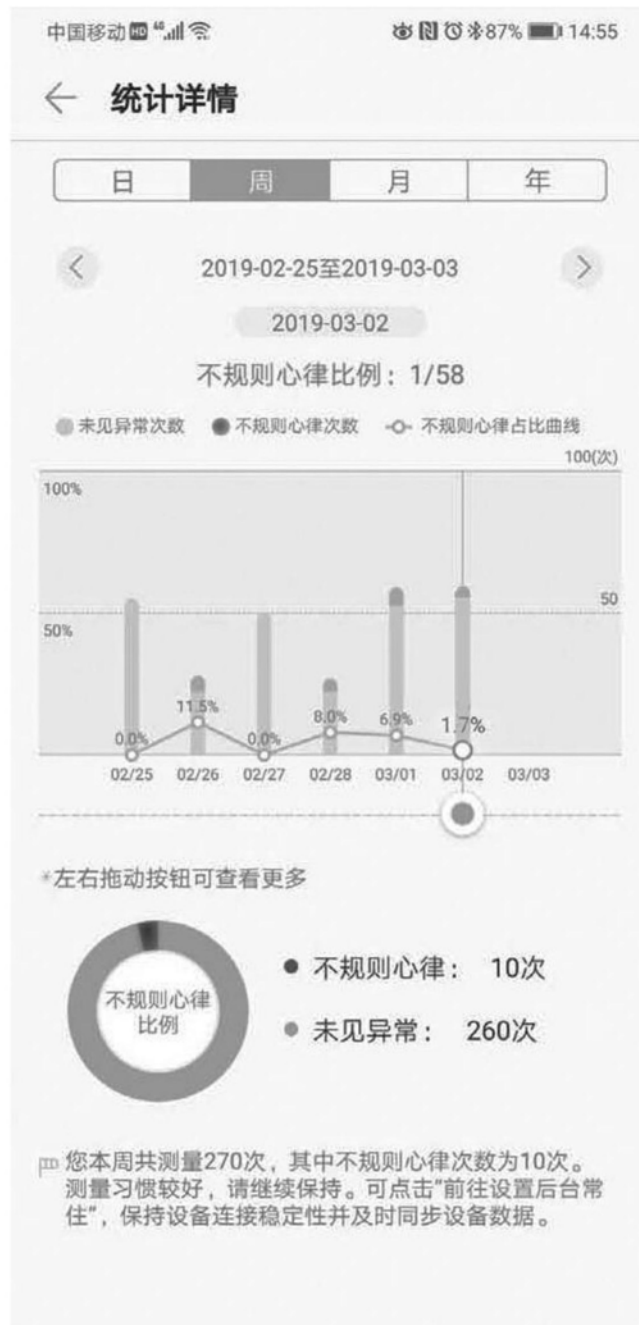 中国移动 HD 46 87% 14:55
← 统计详情
日 周 月 年
2019-02-25至2019-03-03
2019-03-02
不规则心律比例：1/58
未见异常次数 不规则心律次数 不规则心律占比曲线
100(次)
100%
50
50%
0.0% 11.5% 0.0% 8.0% 6.9% 1.7%
02/25 02/26 02/27 02/28 03/01 03/02 03/03
*左右拖动按钮可查看更多
不规则心律
比例
不规则心律： 10次
未见异常： 260次
您本周共测量270次，其中不规则心律次数为10次。
测量习惯较好，请继续保持。可点击"前往设置后台常
住"，保持设备连接稳定性并及时同步设备数据。